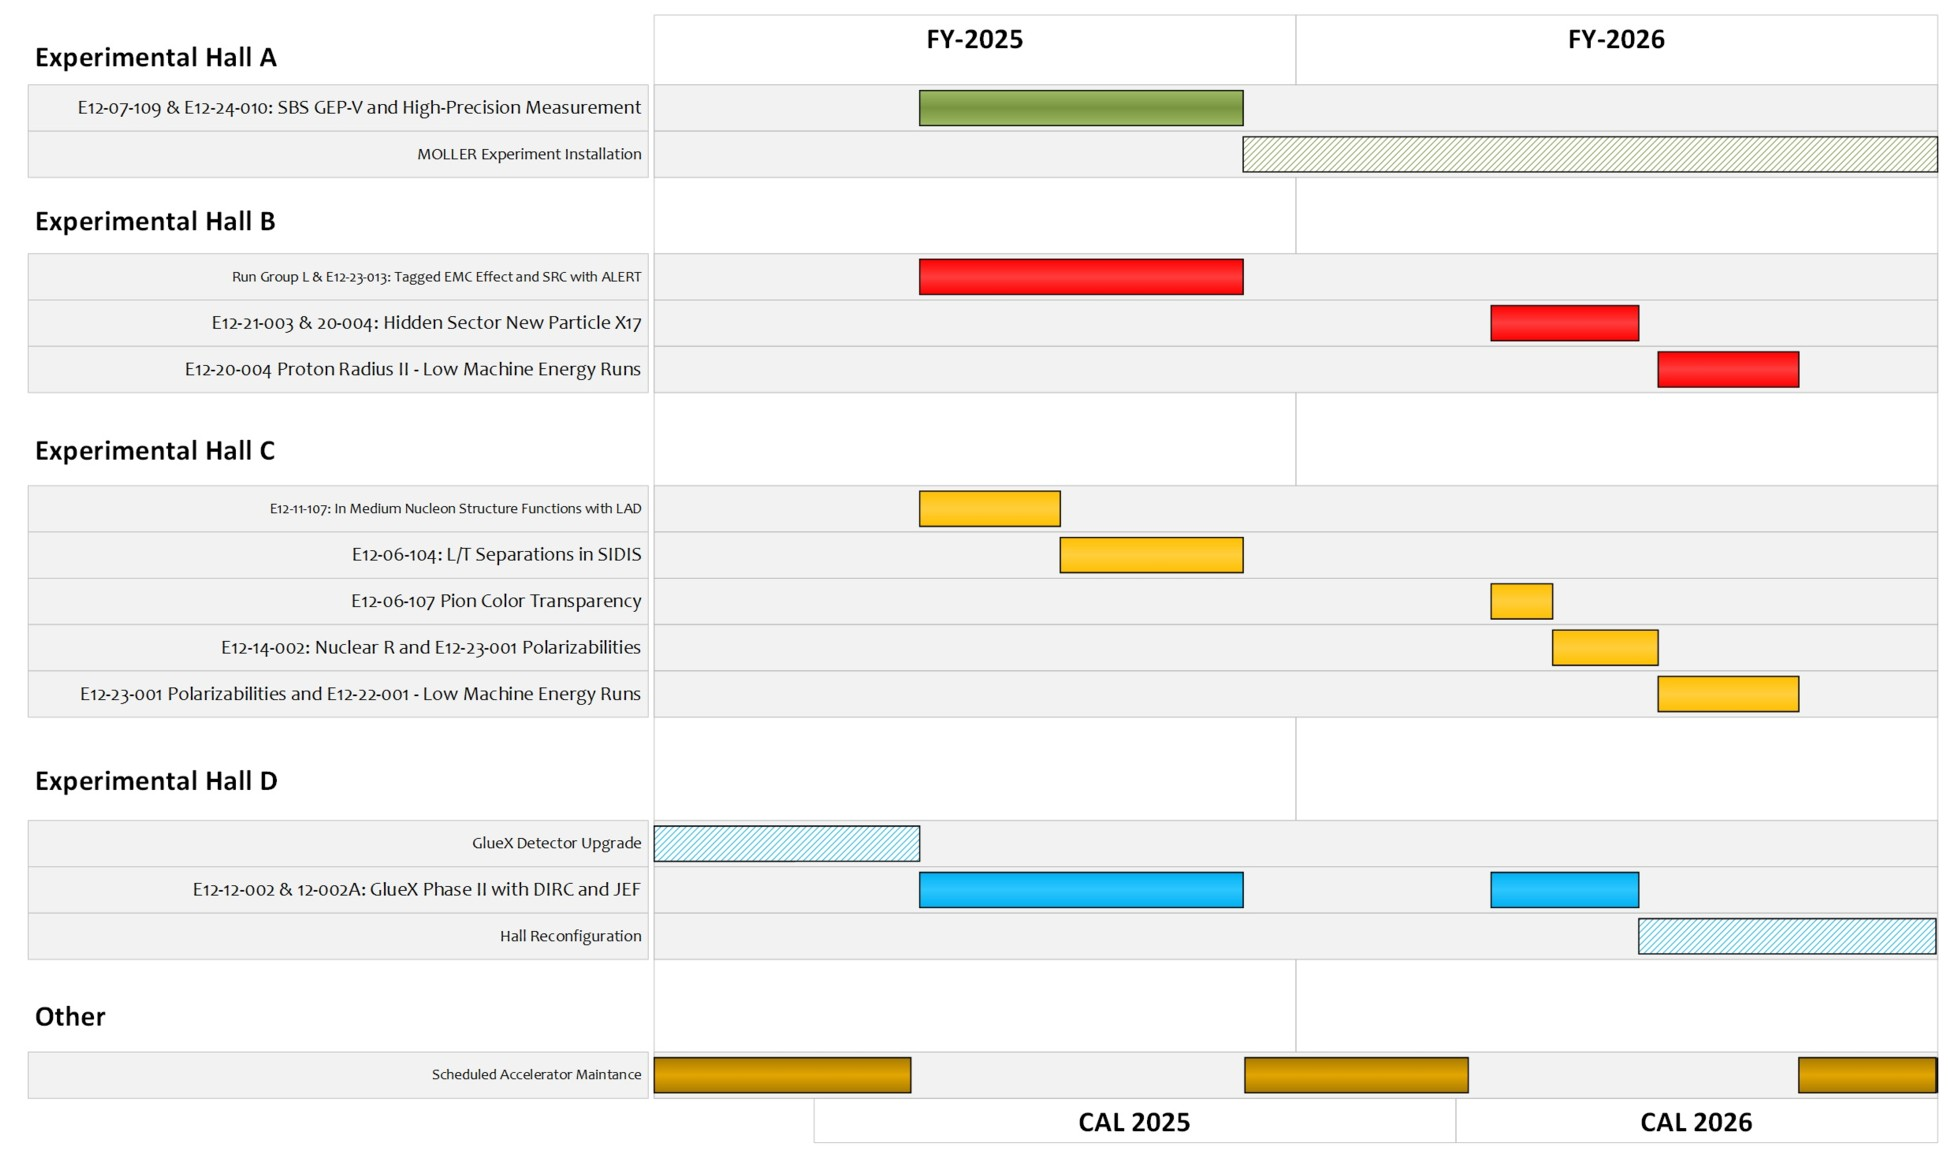 FY-2025
FY-2026
Experimental Hall A
E12-07-109 & E12-24-010: SBS GEP-V and High-Precision Measurement
MOLLER Experiment Installation
Experimental Hall B
Run Group L & E12-23-013: Tagged EMC Effect and SRC with ALERT
E12-21-003 & 20-004: Hidden Sector New Particle X17
E12-20-004 Proton Radius II - Low Machine Energy Runs
Experimental Hall C
E12-11-107: In Medium Nucleon Structure Functions with LAD
E12-06-104: L/T Separations in SIDIS
E12-06-107 Pion Color Transparency
E12-14-002: Nuclear R and E12-23-001 Polarizabilities
E12-23-001 Polarizabilities and E12-22-001 - Low Machine Energy Runs
Experimental Hall D
GlueX Detector Upgrade
E12-12-002 & 12-002A: GlueX Phase II with DIRC and JEF
Hall Reconfiguration
Other
Scheduled Accelerator Maintance
CAL 2025
CAL 2026